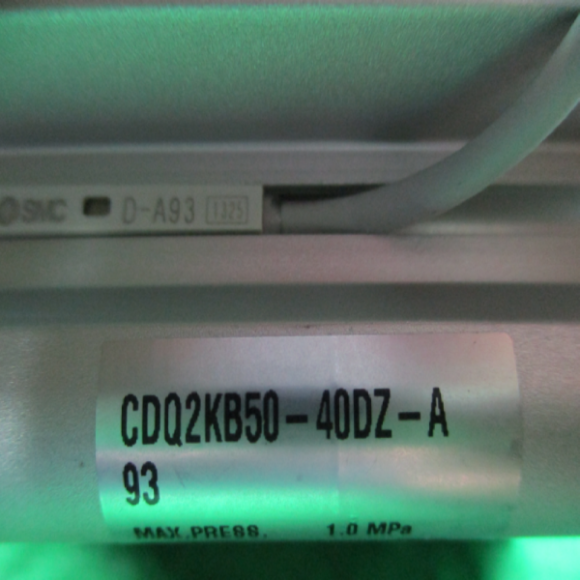 SMC D-A93 1325
CDQ2KB50-40DZ-A
93
MAX.PRESS. 1.0 MPa